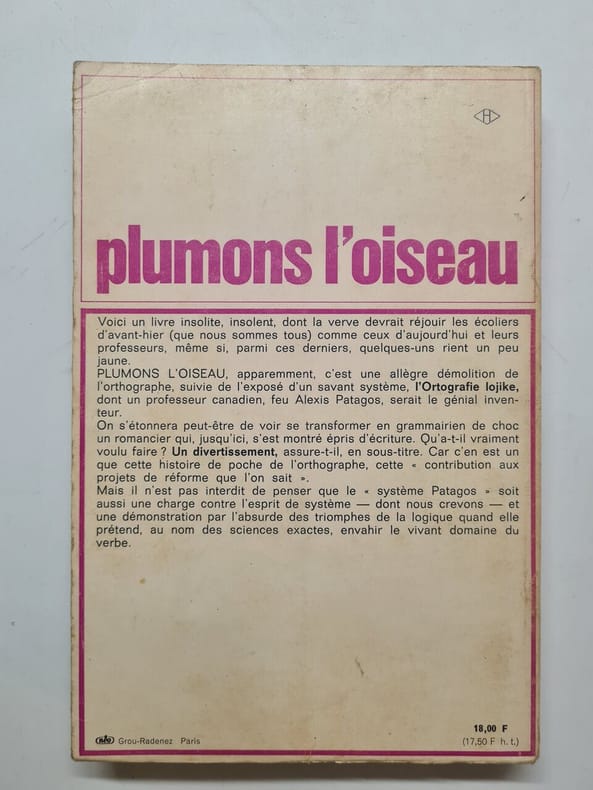 H
plumons l'oiseau
Voici un livre insolite, insolent, dont la verve devrait réjouir les écoliers
d'avant-hier (que nous sommes tous) comme ceux d'aujourd'hui et leurs
professeurs, même si, parmi ces derniers, quelques-uns rient un peu
jaune.
PLUMONS L'OISEAU, apparemment, c'est une allègre démolition de
l'orthographe, suivie de l'exposé d'un savant système, l'Ortografie lojike,
dont un professeur canadien, feu Alexis Patagos, serait le génial inven-
teur.
On s'étonnera peut-être de voir se transformer en grammairien de choc
un romancier qui, jusqu'ici, s'est montré épris d'écriture. Qu'a-t-il vraiment
voulu faire ? Un divertissement, assure-t-il, en sous-titre. Car c'en est un
que cette histoire de poche de l'orthographe, cette « contribution aux
projets de réforme que l'on sait ».
Mais il n'est pas interdit de penser que le « système Patagos » soit
aussi une charge contre l'esprit de système — dont nous crevons — et
une démonstration par l'absurde des triomphes de la logique quand elle
prétend, au nom des sciences exactes, envahir le vivant domaine du
verbe.
18,00 F
Grou-Radenez Paris
(17,50 F h. t.)